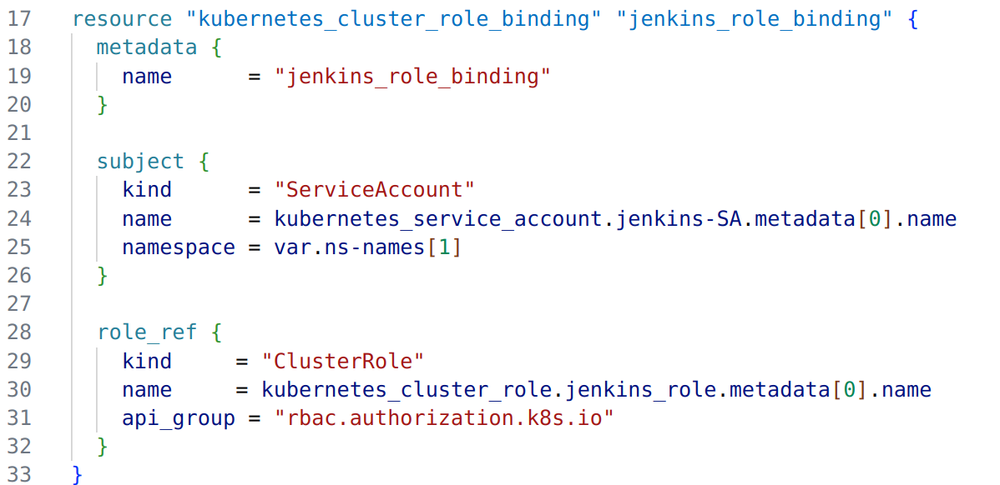 17 resource "kubernetes_cluster_role_binding" "jenkins_role_binding" {
18   metadata {
19     name      = "jenkins_role_binding"
20   }
21
22   subject {
23     kind      = "ServiceAccount"
24     name      = kubernetes_service_account.jenkins-SA.metadata[0].name
25     namespace = var.ns-names[1]
26   }
27
28   role_ref {
29     kind     = "ClusterRole"
30     name     = kubernetes_cluster_role.jenkins_role.metadata[0].name
31     api_group = "rbac.authorization.k8s.io"
32   }
33 }